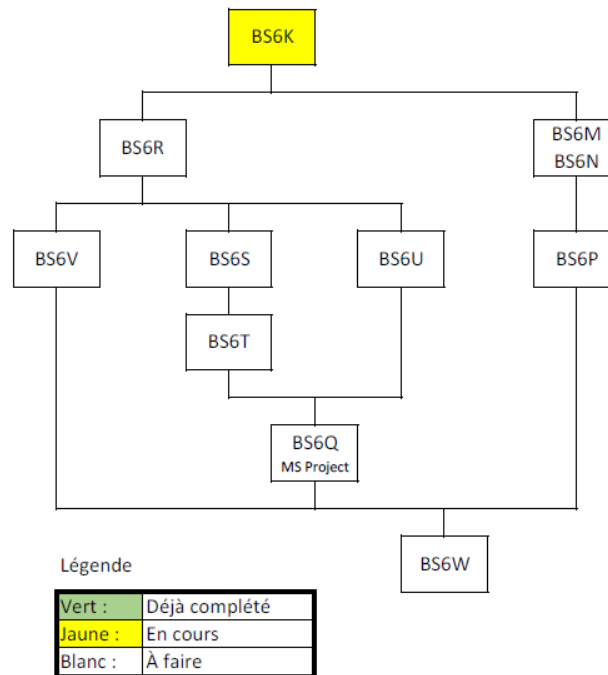 BS6K
BS6R
BS6M
BS6N
BS6V
BS6S
BS6U
BS6P
BS6T
BS6Q
MS Project
BS6W
Légende
Vert : Déjà complété
Jaune : En cours
Blanc : À faire